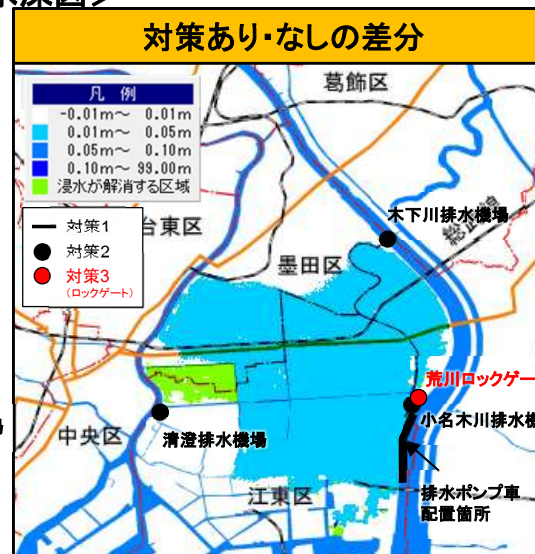 対策あり・なしの差分
凡 例
-0.01m～ 0.01m
0.01m～ 0.05m
0.05m～ 0.10m
0.10m～ 99.00m
浸水が解消する区域
対策1
対策2
対策3
(ロックゲート)
葛飾区
台東区
木下川排水機場
総武線
墨田区
荒川ロックゲー
小名木川排水機
中央区
清澄排水機場
江東区
排水ポンプ車
配置箇所